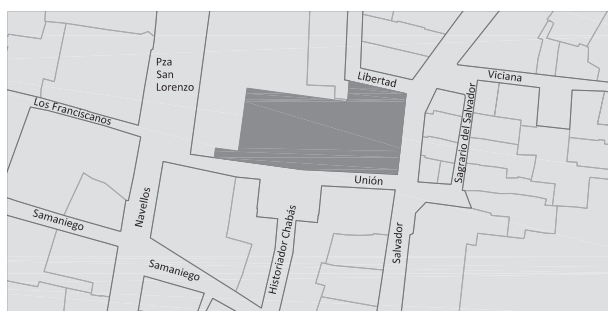 Pza
San
Lorenzo
Libertad
Viciana
Los Franciscanos
Sagrario del Salvador
Unión
Navellos
Samaniego
Historiador Chabás
Salvador
Samaniego